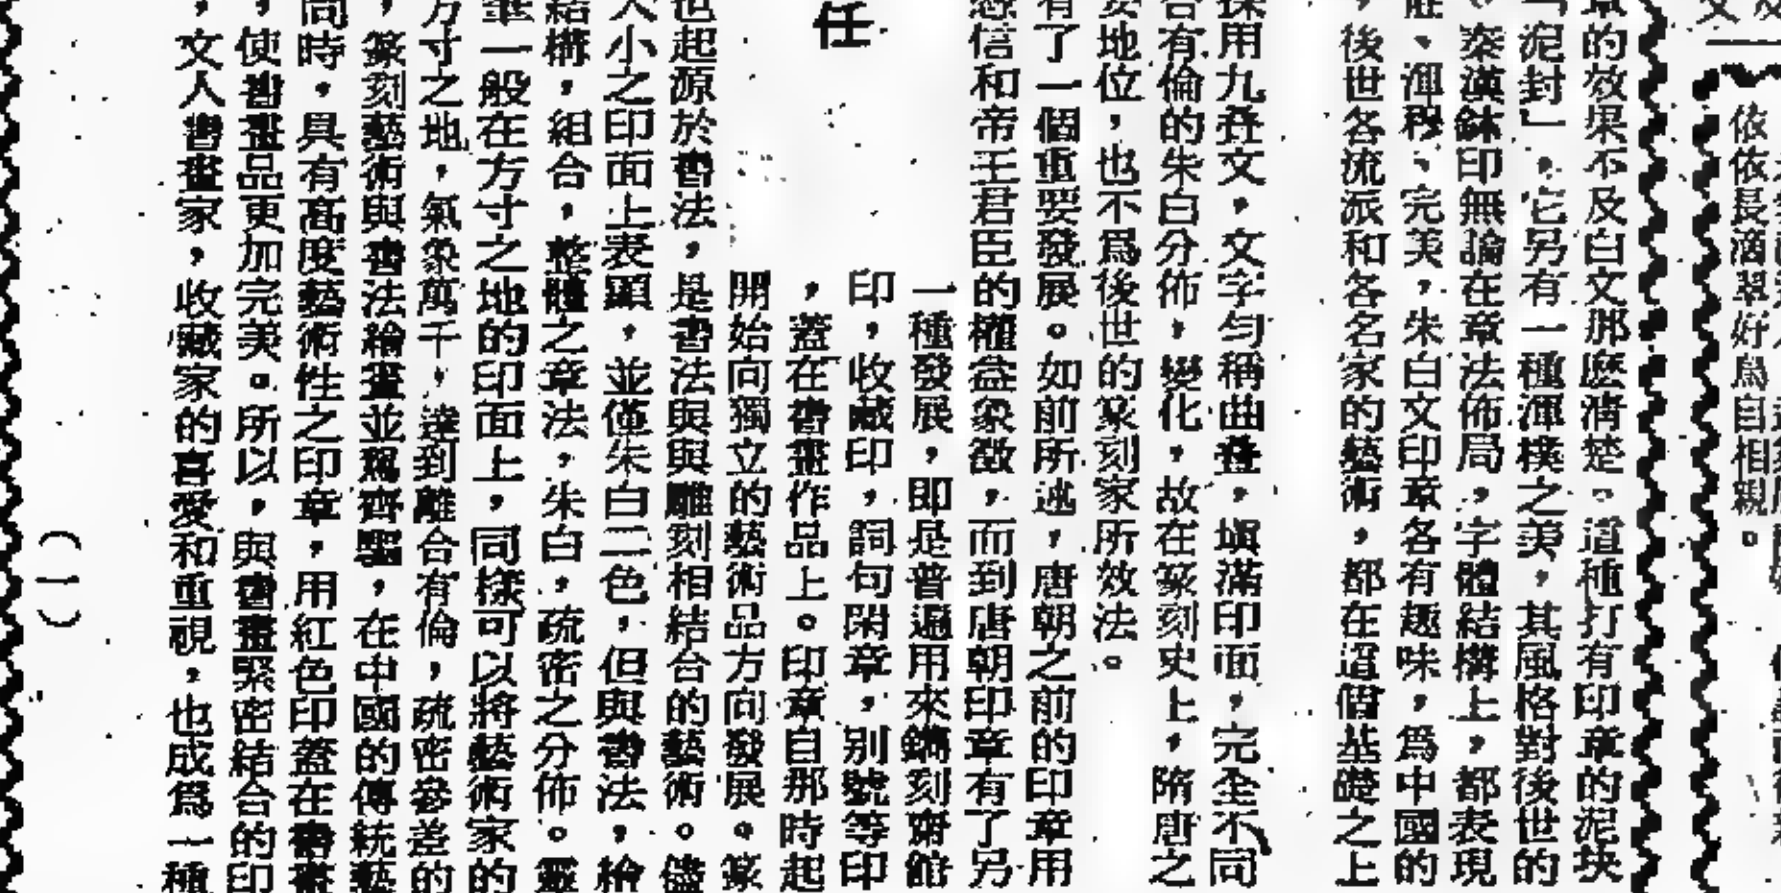 依依長滴翠好鳥自相親。
章的效果不及白文那麽清楚。這種打有印章的泥块
「泥封」，它另有一種渾樸之美，其風格對後世的
、秦漢鉨印無論在章法佈局，字體結構上，都表現
莊、渾穆、完美，朱白文印章各有趣味，爲中國的
，後世各流派和各名家的藝術，都在這個基礎之上
採用九叠文，文字匀稱曲叠，塡滿印面，完全不同
合有倫的朱白分佈，變化，故在篆刻史上，隋唐之
要地位，也不爲後世的篆刻家所效法。
有了一個重要發展。如前所述，唐朝之前的印章用
憑信和帝王君臣的權益象徵，而到唐朝印章有了另
一種發展，即是普遍用來鐫刻齋館
印，收藏印，詞句閑章，別號等印
，蓋在書畫作品上。印章自那時起
開始向獨立的藝術品方向發展。篆
任
也起源於書法，是書法與與雕刻相結合的藝術。儘
大小之印面上表顯，並僅朱白二色，但與書法，繪
結構，組合，整體之章法，朱白，疏密之分佈。靈
筆一般在方寸之地的印面上，同樣可以將藝術家的
方寸之地，氣象萬千，達到離合有倫，疏密參差的
，篆刻藝術與書法繪畫並駕齊驅，在中國的傳統藝
同時，具有高度藝術性之印章，用紅色印蓋在書畫
，使書畫品更加完美。所以，與書畫緊密結合的印
，文人書畫家，收藏家的喜愛和重視，也成爲一種
（一）